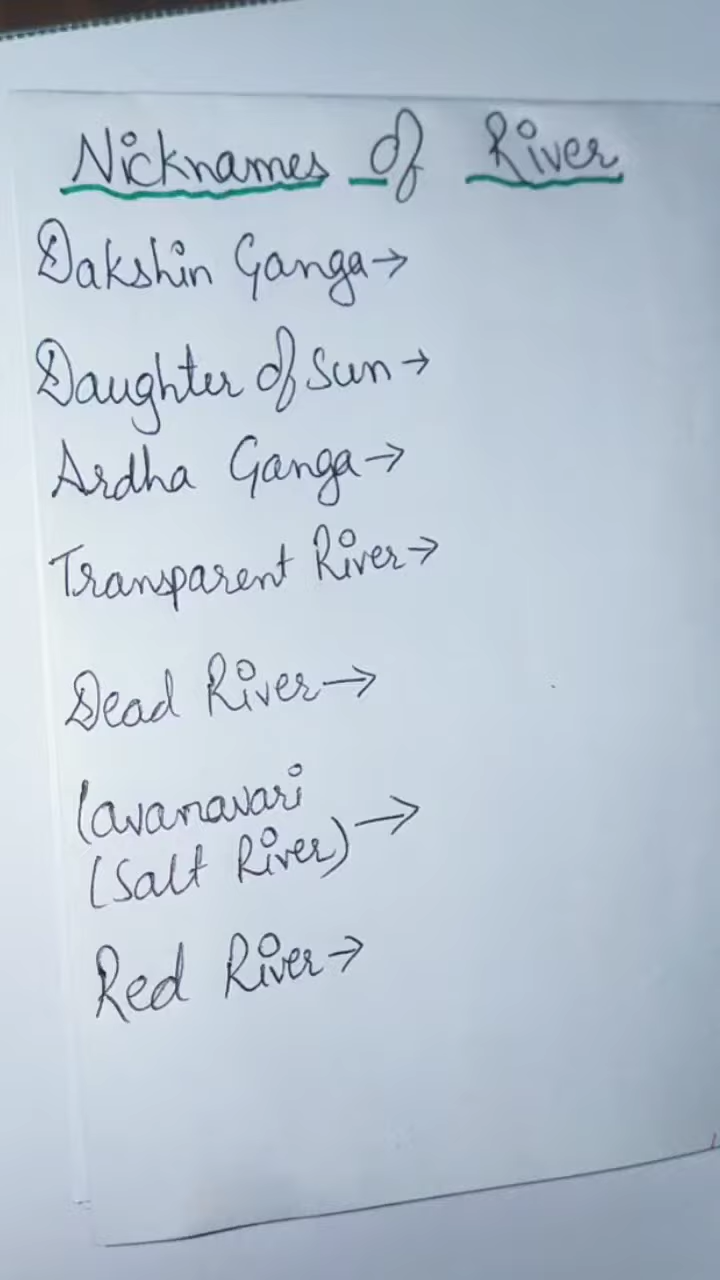 Nicknames of River
Dakshin Ganga→
Daughter of Sun→
Ardha Ganga→
Transparent River→
Dead River→
lavanavari
(Salt River)→
Red River→